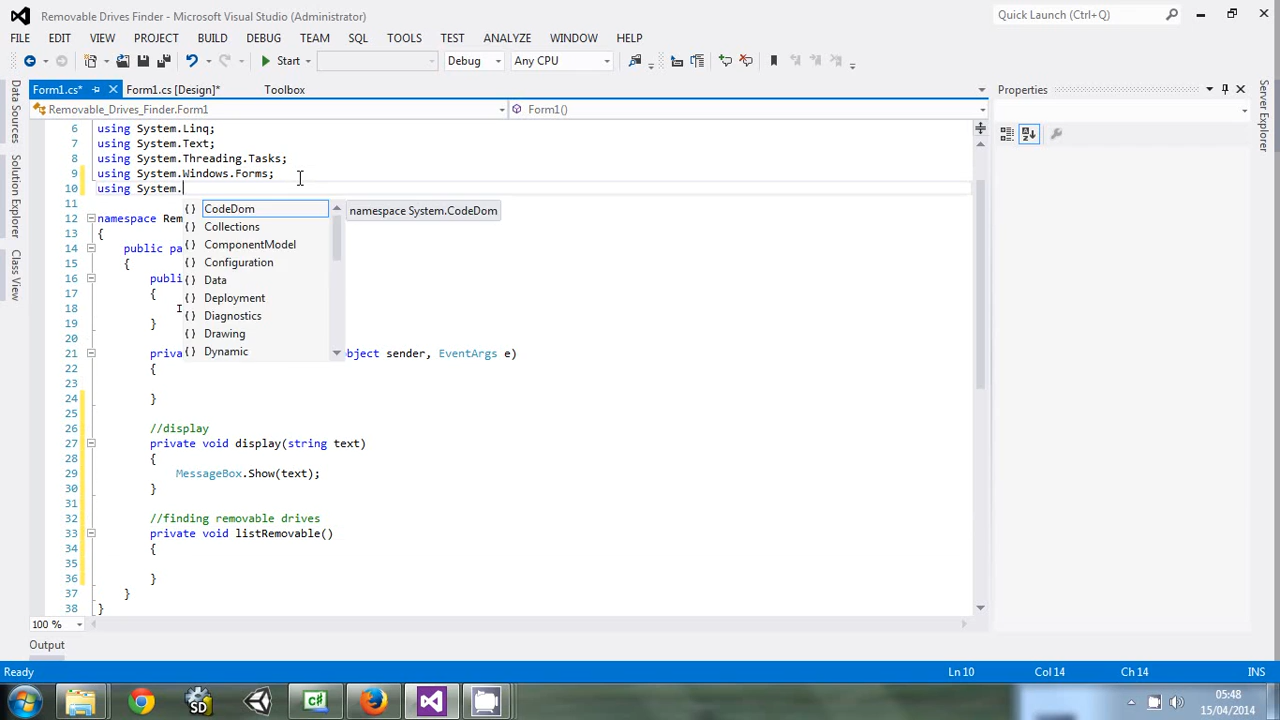 Removable Drives Finder - Microsoft Visual Studio (Administrator)
Quick Launch (Ctrl+Q)
FILE EDIT VIEW PROJECT BUILD DEBUG TEAM SQL TOOLS TEST ANALYZE WINDOW HELP
Start Debug Any CPU
Form1.cs* Form1.cs [Design]* Toolbox Properties
Removable_Drives_Finder.Form1 Form1()
Data Sources
Solution Explorer
Class View
Server Explorer
6 using System.Linq;
7 using System.Text;
8 using System.Threading.Tasks;
9 using System.Windows.Forms;
10 using System.
11
12 namespace Rem
13 {
14 public pa
15 {
16 publi
17 {
18 I
19 }
20
21 priva bject sender, EventArgs e)
22 {
23
24 }
25
26 //display
27 private void display(string text)
28 {
29 MessageBox.Show(text);
30 }
31
32 //finding removable drives
33 private void listRemovable()
34 {
35
36 }
37 }
38 }
{} CodeDom
{} Collections
{} ComponentModel
{} Configuration
{} Data
{} Deployment
{} Diagnostics
{} Drawing
{} Dynamic
namespace System.CodeDom
100 %
Output
Ready Ln 10 Col 14 Ch 14 INS
C#
SD
05:48
15/04/2014